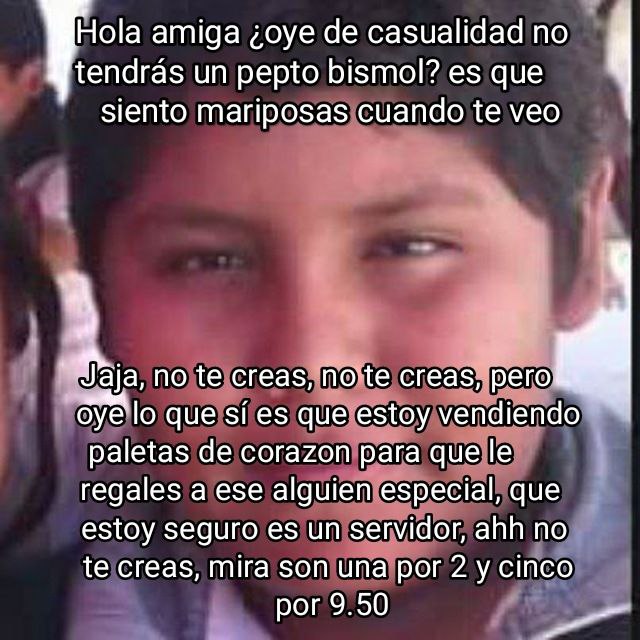 Hola amiga ¿oye de casualidad no
tendrás un pepto bismol? es que
siento mariposas cuando te veo
Jaja, no te creas, no te creas, pero
oye lo que sí es que estoy vendiendo
paletas de corazon para que le
regales a ese alguien especial, que
estoy seguro es un servidor, ahh no
te creas, mira son una por 2 y cinco
por 9.50